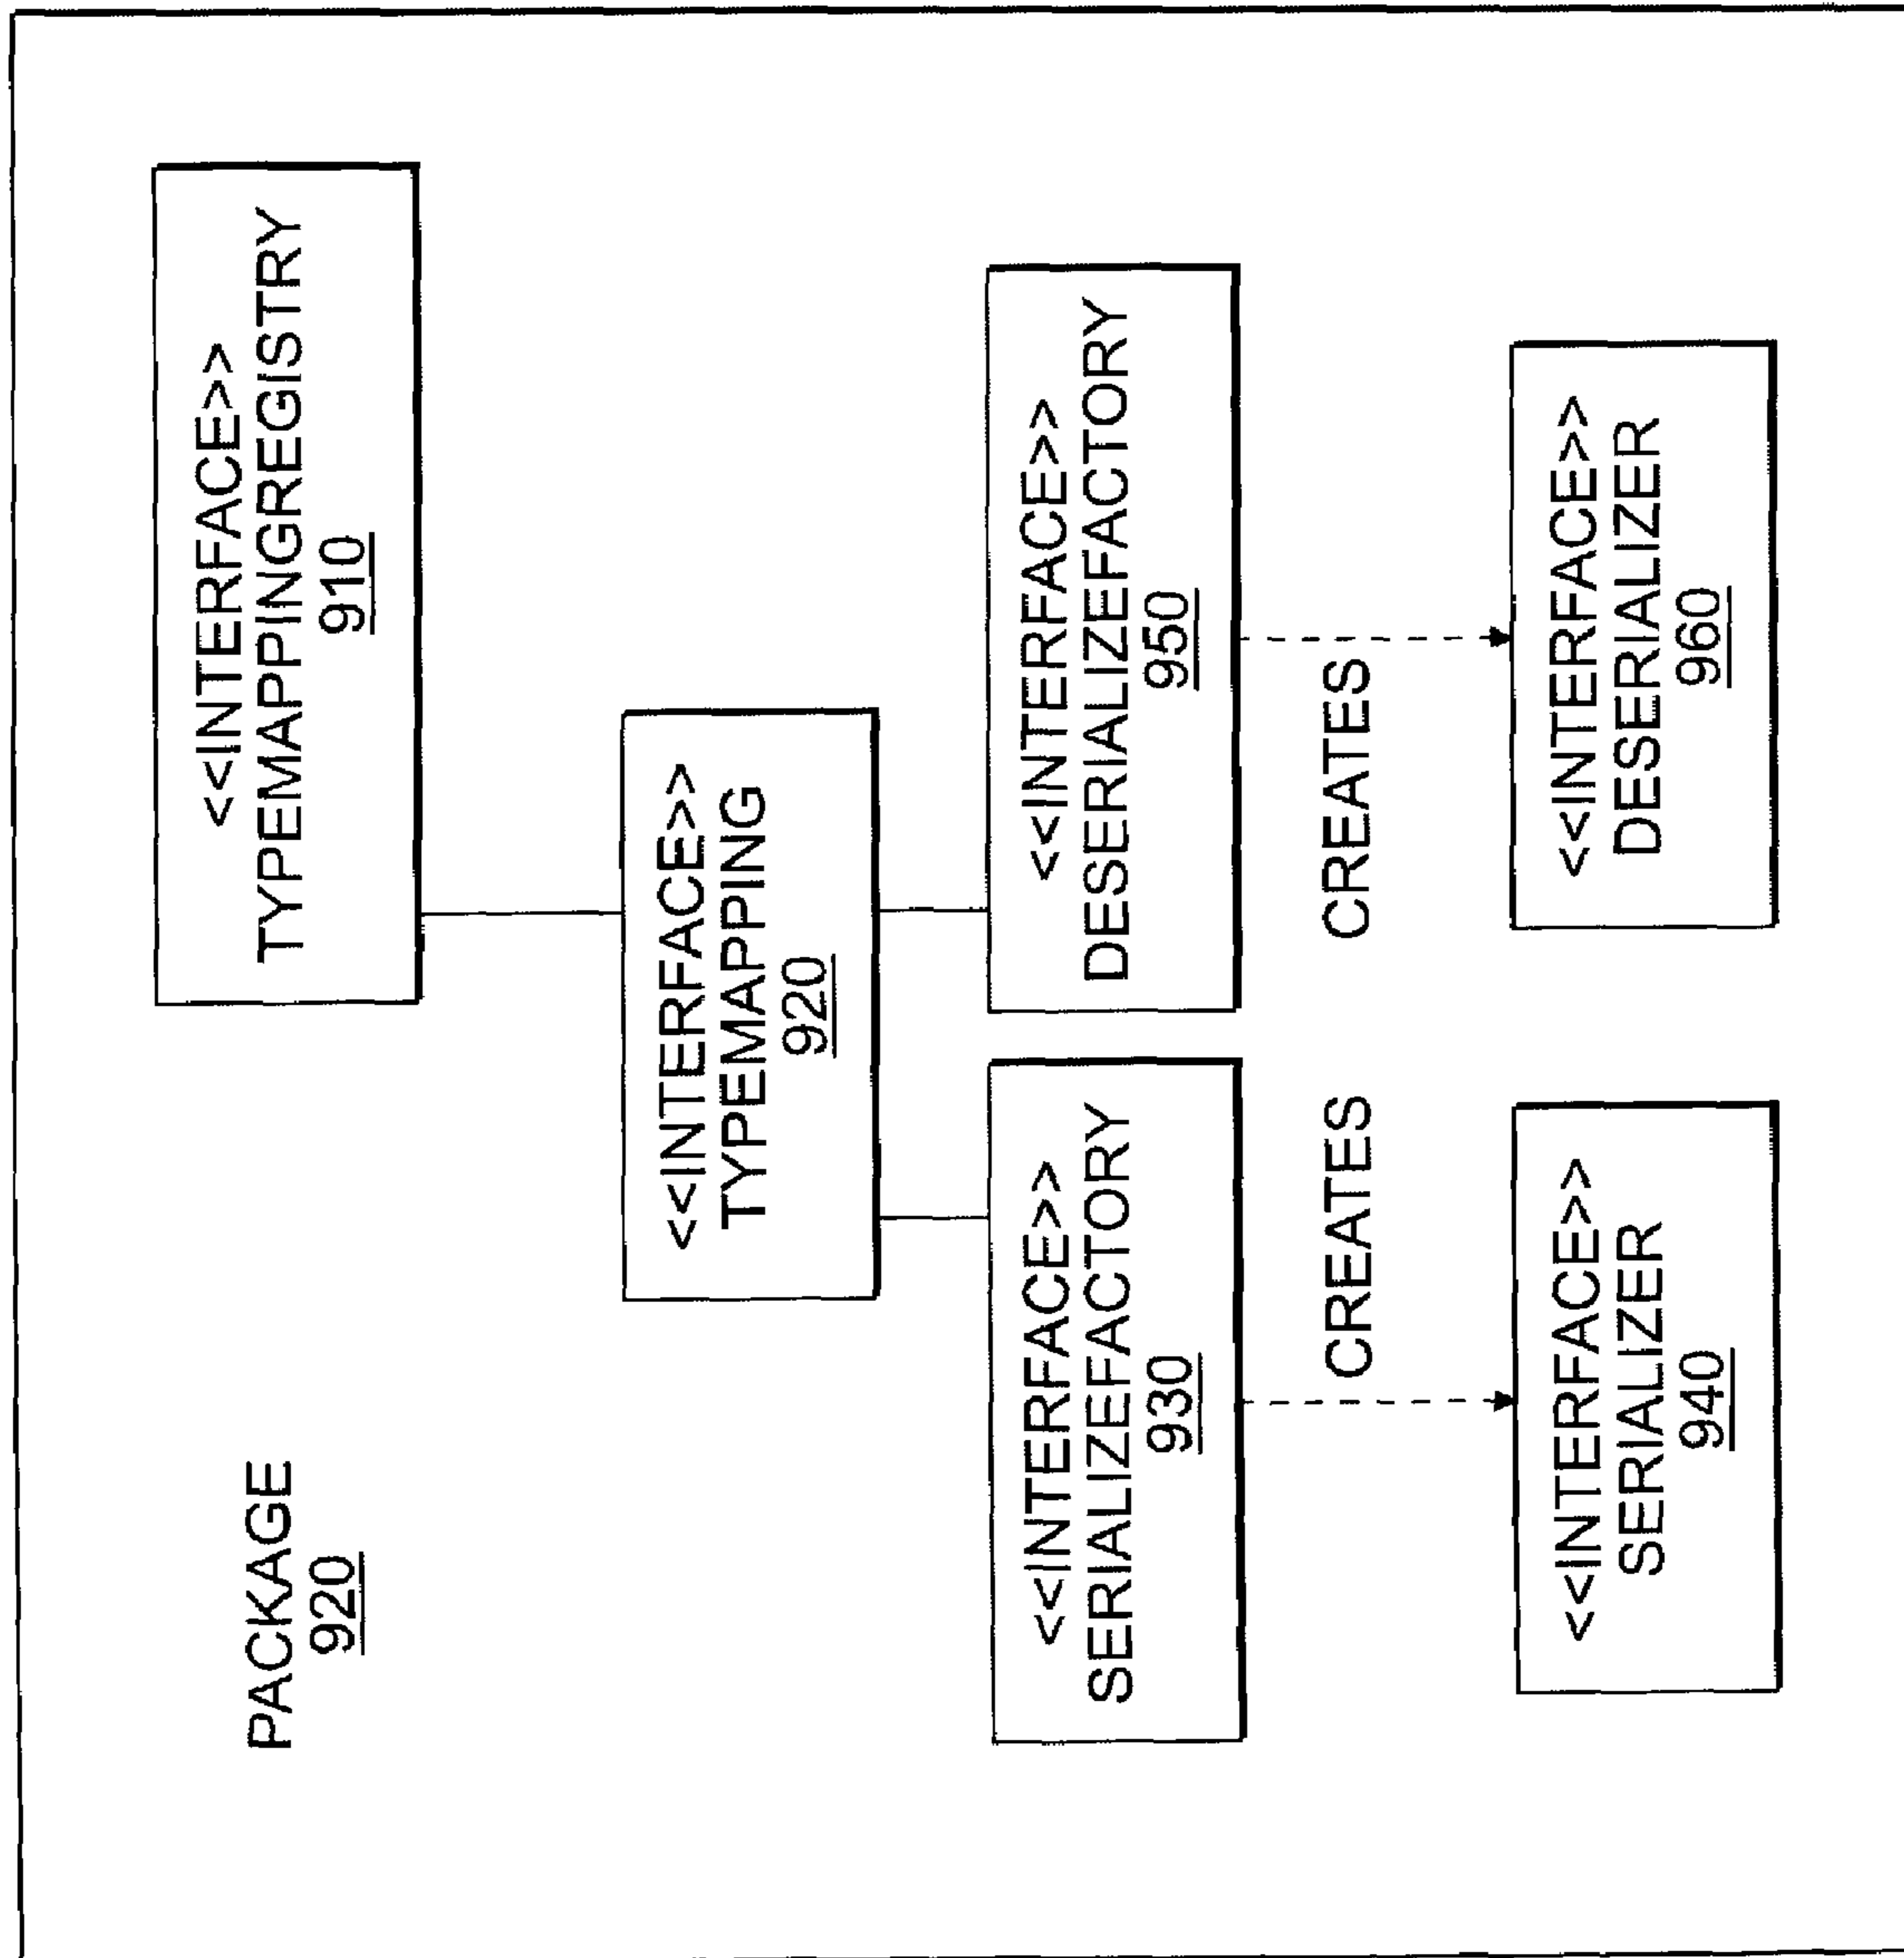 PACKAGE
920
<<INTERFACE>>
TYPEMAPPINGREGISTRY
910
<<INTERFACE>>
TYPEMAPPING
920
<<INTERFACE>>
SERIALIZEFACTORY
930
<<INTERFACE>>
DESERIALIZEFACTORY
950
CREATES
CREATES
<<INTERFACE>>
SERIALIZER
940
<<INTERFACE>>
DESERIALIZER
960